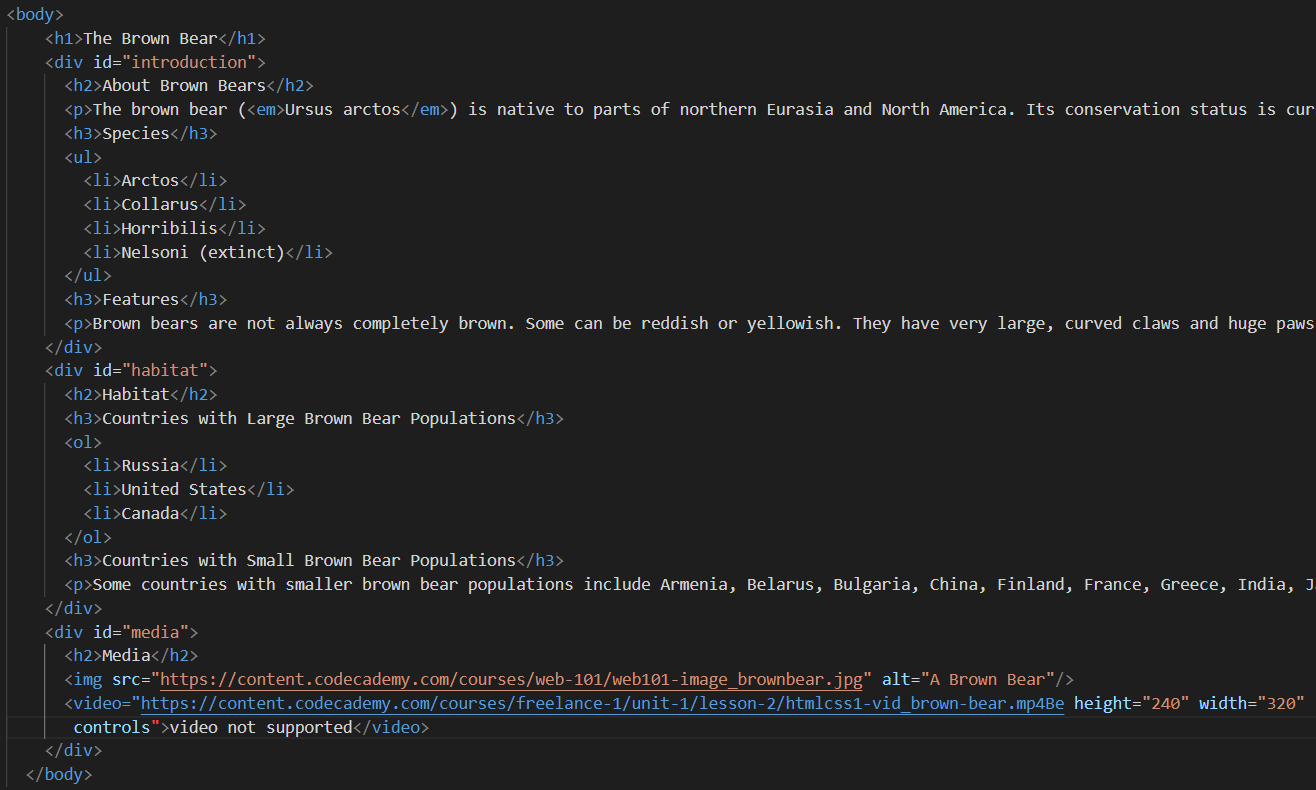 <body>
<h1>The Brown Bear</h1>
<div id="introduction">
<h2>About Brown Bears</h2>
<p>The brown bear (<em>Ursus arctos</em>) is native to parts of northern Eurasia and North America. Its conservation status is cur
<h3>Species</h3>
<ul>
<li>Arctos</li>
<li>Collarus</li>
<li>Horribilis</li>
<li>Nelsoni (extinct)</li>
</ul>
<h3>Features</h3>
<p>Brown bears are not always completely brown. Some can be reddish or yellowish. They have very large, curved claws and huge paws
</div>
<div id="habitat">
<h2>Habitat</h2>
<h3>Countries with Large Brown Bear Populations</h3>
<ol>
<li>Russia</li>
<li>United States</li>
<li>Canada</li>
</ol>
<h3>Countries with Small Brown Bear Populations</h3>
<p>Some countries with smaller brown bear populations include Armenia, Belarus, Bulgaria, China, Finland, France, Greece, India, J
</div>
<div id="media">
<h2>Media</h2>
<img src="https://content.codecademy.com/courses/web-101/web101-image_brownbear.jpg" alt="A Brown Bear"/>
<video="https://content.codecademy.com/courses/freelance-1/unit-1/lesson-2/htmlcss1-vid_brown-bear.mp4Be height="240" width="320"
controls">video not supported</video>
</div>
</body>